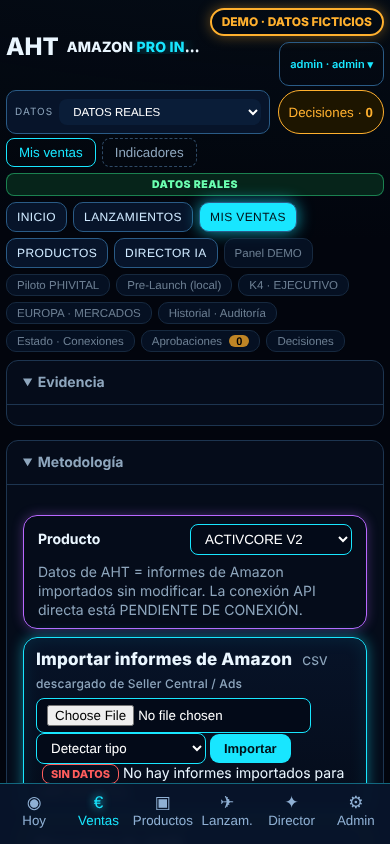 DEMO · DATOS FICTICIOS
AHT AMAZON PRO IN...
admin · admin ▾
DATOS DATOS REALES
Decisiones · 0
Mis ventas Indicadores
DATOS REALES
INICIO LANZAMIENTOS MIS VENTAS
PRODUCTOS DIRECTOR IA Panel DEMO
Piloto PHIVITAL Pre-Launch (local) K4 · EJECUTIVO
EUROPA · MERCADOS Historial · Auditoría
Estado · Conexiones Aprobaciones 0 Decisiones
▼ Evidencia
▼ Metodología
Producto ACTIVCORE V2
Datos de AHT = informes de Amazon
importados sin modificar. La conexión API
directa está PENDIENTE DE CONEXIÓN.
Importar informes de Amazon CSV
descargado de Seller Central / Ads
Choose File No file chosen
Detectar tipo Importar
SIN DATOS No hay informes importados para
Hoy Ventas Productos Lanzam. Director Admin